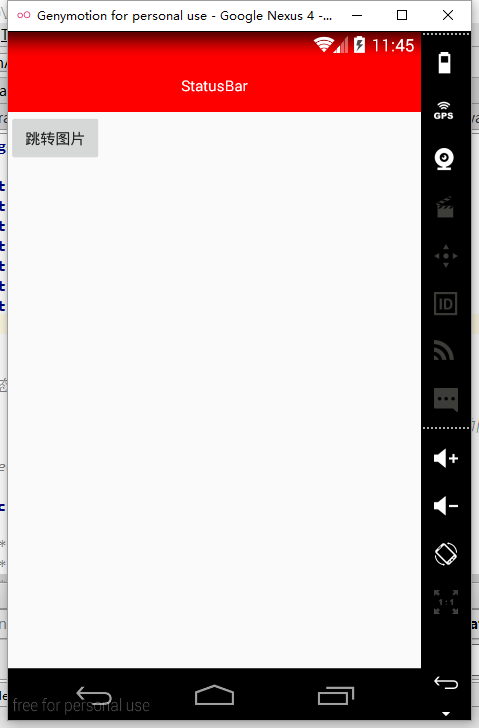 Genymotion for personal use - Google Nexus 4 -...
11:45
StatusBar
跳转图片
GPS
ID
1:1
free for personal use